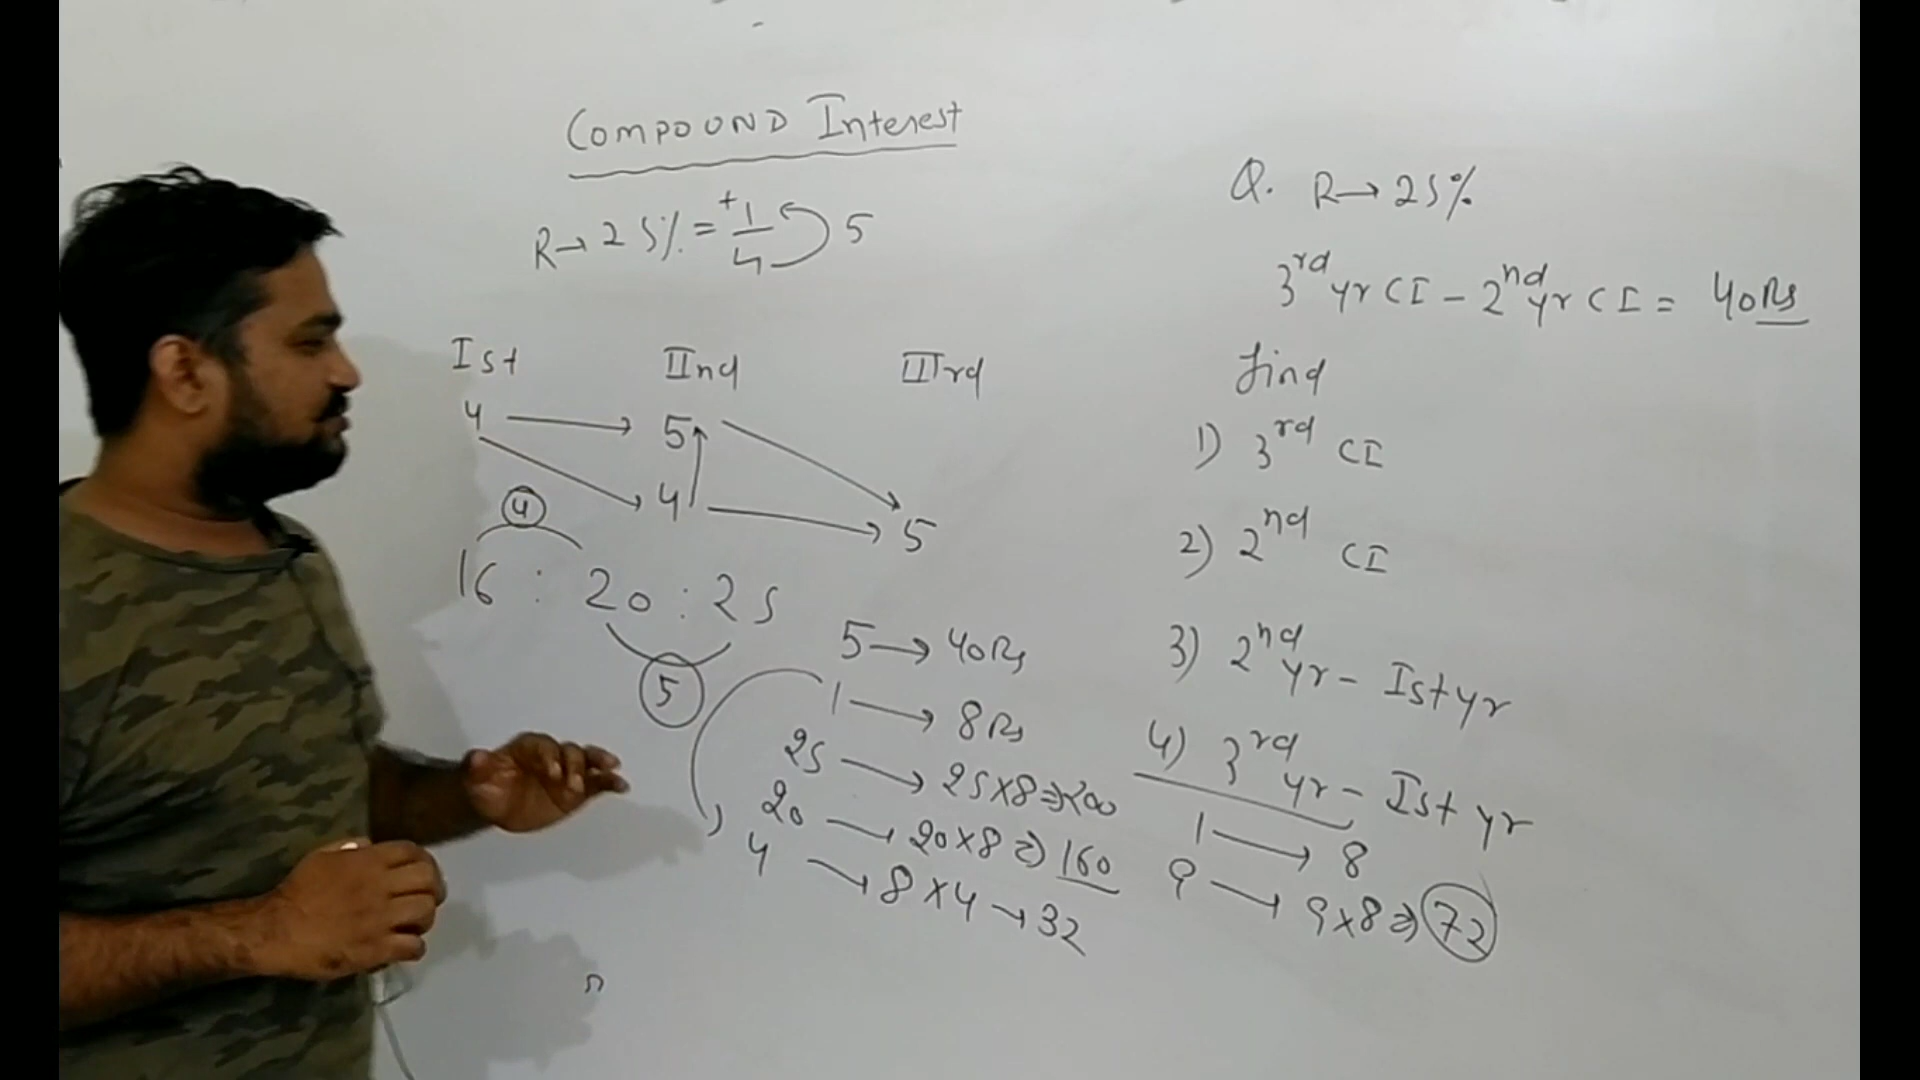 COMPOUND Interest
R → 25% = +1/4 5
Ist IInd IIIrd
4 → 5
4 → 5
4
16 : 20 : 25
5
5 → 40Rs
1 → 8Rs
25 → 25×8 ⇒ 200
20 → 20×8 ⇒ 160
4 → 8×4 → 32
Q. R → 25%
3rd yr CI - 2nd yr CI = 40Rs
find
1) 3rd CI
2) 2nd CI
3) 2nd yr - Ist yr
4) 3rd yr - Ist yr
1 → 8
9 → 9×8 ⇒ 72